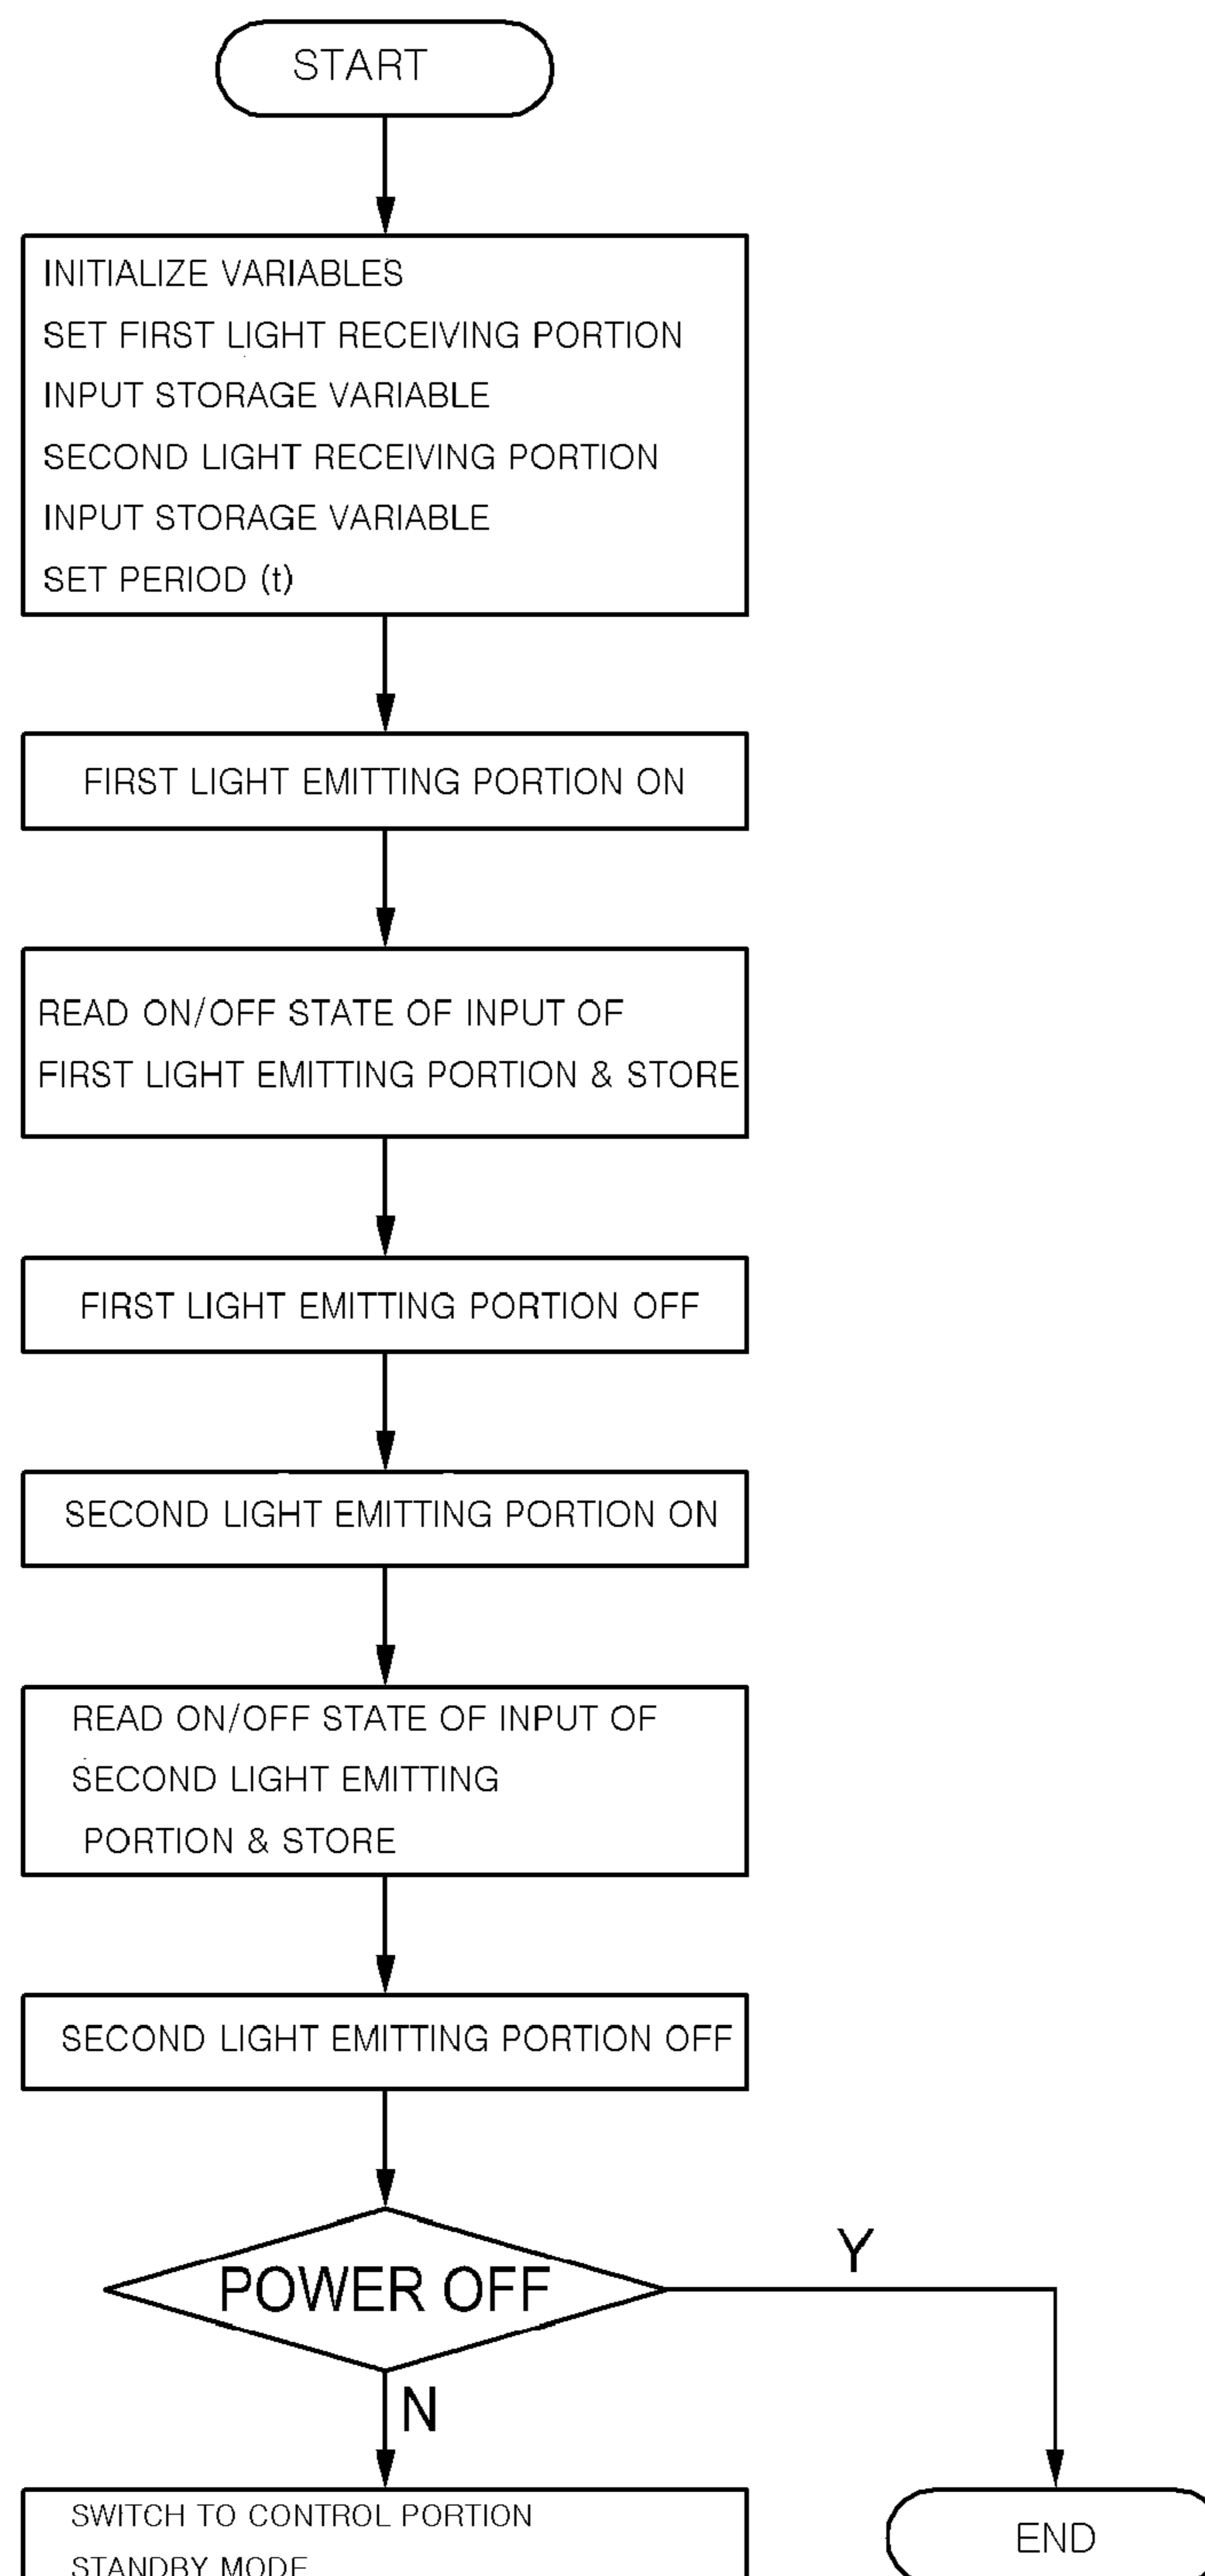 START
INITIALIZE VARIABLES
SET FIRST LIGHT RECEIVING PORTION
INPUT STORAGE VARIABLE
SECOND LIGHT RECEIVING PORTION
INPUT STORAGE VARIABLE
SET PERIOD (t)
FIRST LIGHT EMITTING PORTION ON
READ ON/OFF STATE OF INPUT OF
FIRST LIGHT EMITTING PORTION & STORE
FIRST LIGHT EMITTING PORTION OFF
SECOND LIGHT EMITTING PORTION ON
READ ON/OFF STATE OF INPUT OF
SECOND LIGHT EMITTING
PORTION & STORE
SECOND LIGHT EMITTING PORTION OFF
POWER OFF
Y
N
SWITCH TO CONTROL PORTION
STANDBY MODE
END